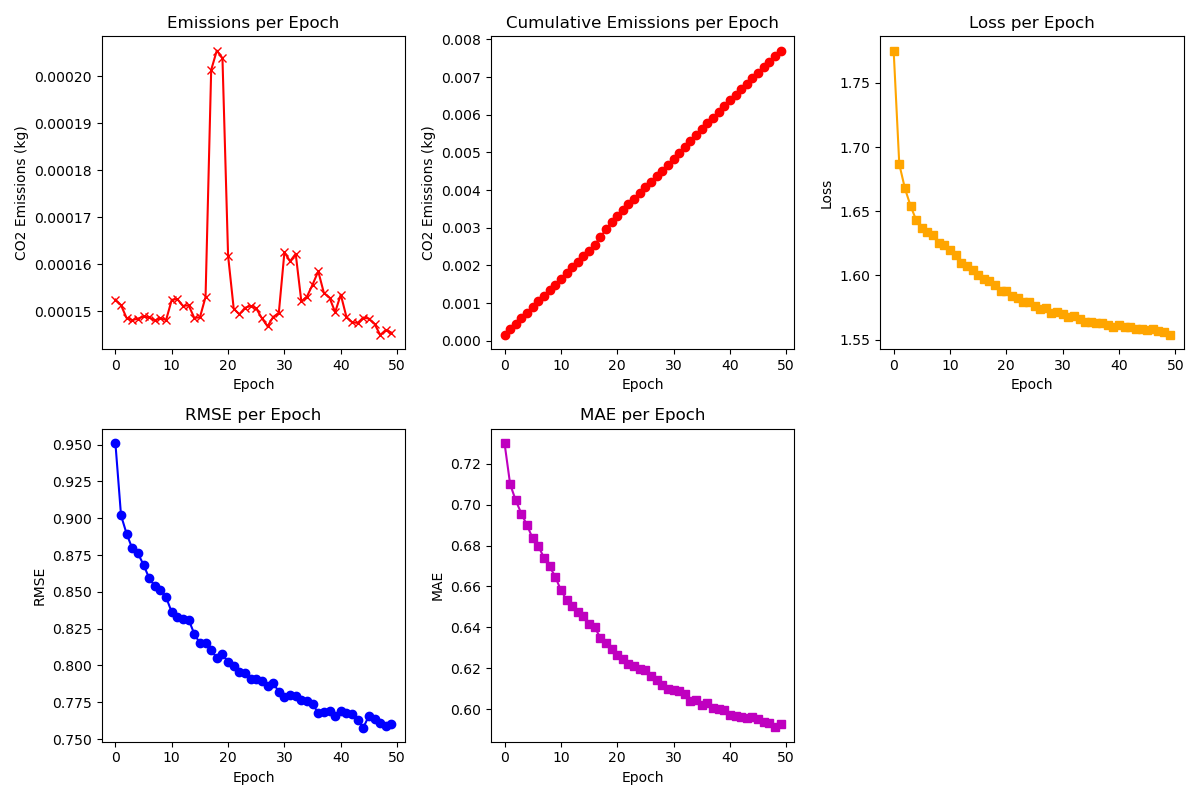 Emissions per Epoch
CO2 Emissions (kg)
0.00020
0.00019
0.00018
0.00017
0.00016
0.00015
0 10 20 30 40 50
Epoch
Cumulative Emissions per Epoch
CO2 Emissions (kg)
0.008
0.007
0.006
0.005
0.004
0.003
0.002
0.001
0.000
0 10 20 30 40 50
Epoch
Loss per Epoch
Loss
1.75
1.70
1.65
1.60
1.55
0 10 20 30 40 50
Epoch
RMSE per Epoch
RMSE
0.950
0.925
0.900
0.875
0.850
0.825
0.800
0.775
0.750
0 10 20 30 40 50
Epoch
MAE per Epoch
MAE
0.72
0.70
0.68
0.66
0.64
0.62
0.60
0 10 20 30 40 50
Epoch